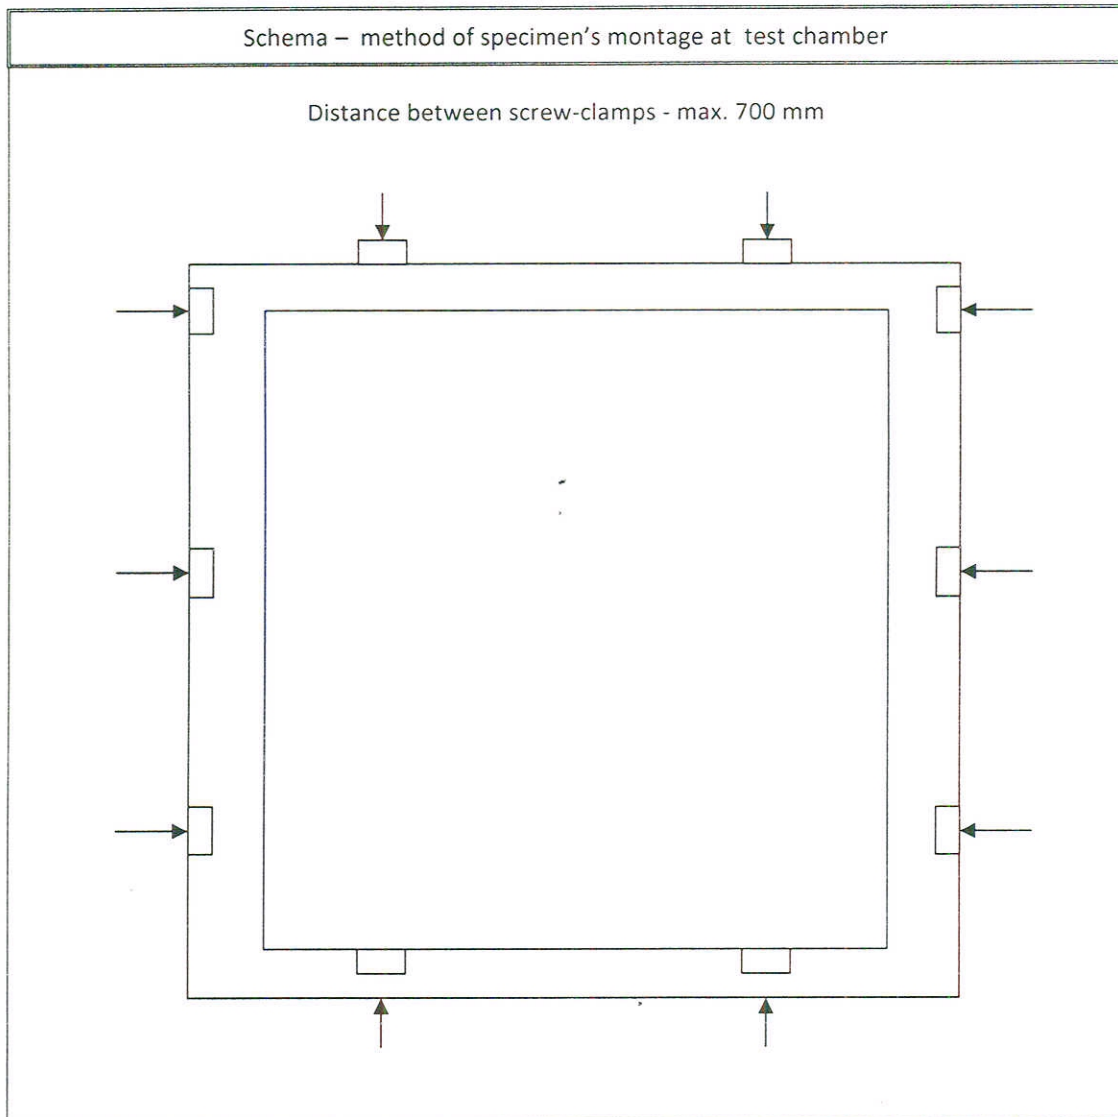 Schema – method of specimen's montage at test chamber
Distance between screw-clamps - max. 700 mm